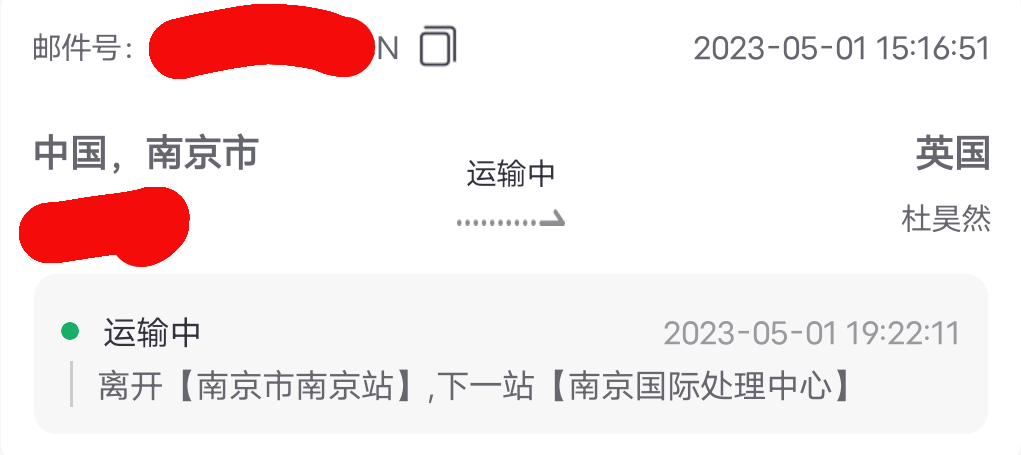 邮件号: N 2023-05-01 15:16:51
中国，南京市 英国
运输中
杜昊然
运输中 2023-05-01 19:22:11
离开【南京市南京站】,下一站【南京国际处理中心】